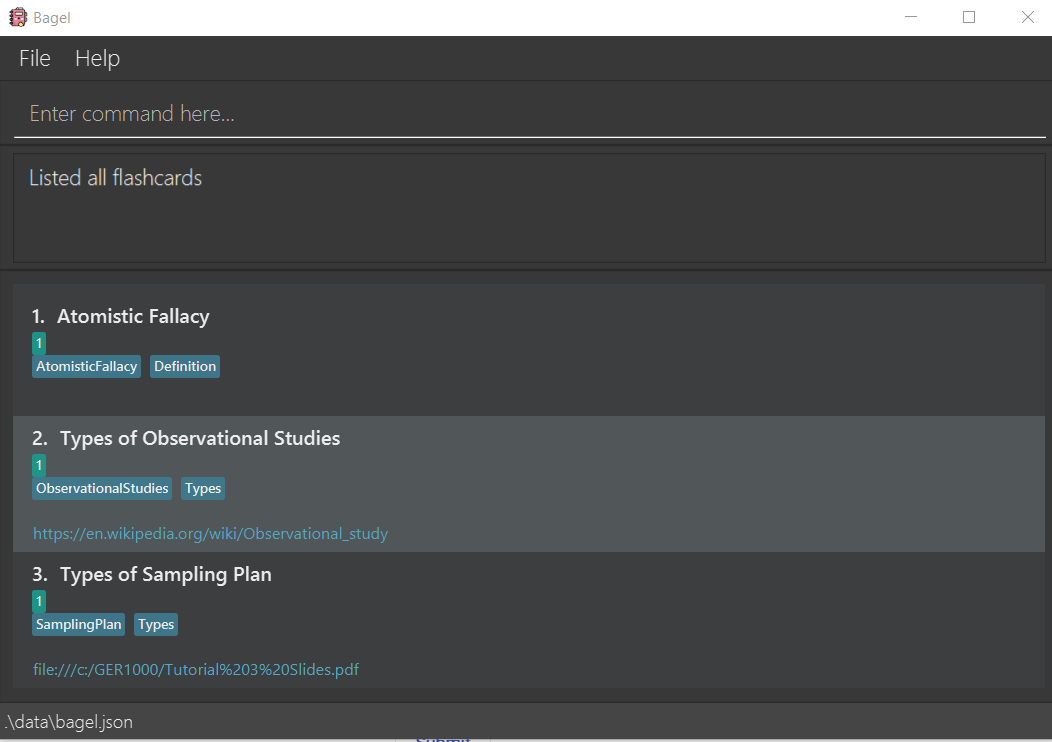 Bagel
File Help
Enter command here...
Listed all flashcards
1. Atomistic Fallacy
1
AtomisticFallacy Definition
2. Types of Observational Studies
1
ObservationalStudies Types
https://en.wikipedia.org/wiki/Observational_study
3. Types of Sampling Plan
1
SamplingPlan Types
file:///c:/GER1000/Tutorial%203%20Slides.pdf
.\data\bagel.json